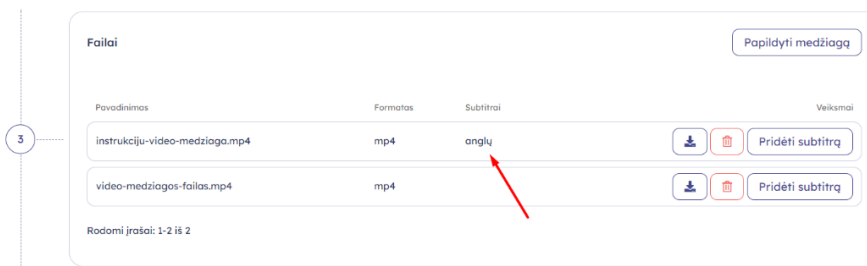 Failai
Papildyti medžiagą
Pavadinimas Formatas Subtitrai Veiksmai
3
instrukciju-video-medziaga.mp4 mp4 anglų Pridėti subtitrą
video-medziagos-failas.mp4 mp4 Pridėti subtitrą
Rodomi įrašai: 1-2 iš 2